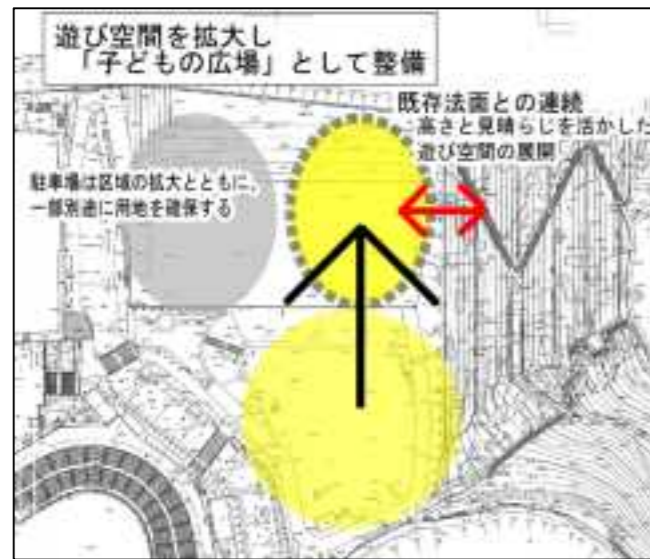 遊び空間を拡大し
「子どもの広場」として整備
既存法面との連続
高さと見晴らしを活かした
遊び空間の展開
駐車場は区域の拡大とともに、
一部別途に用地を確保する